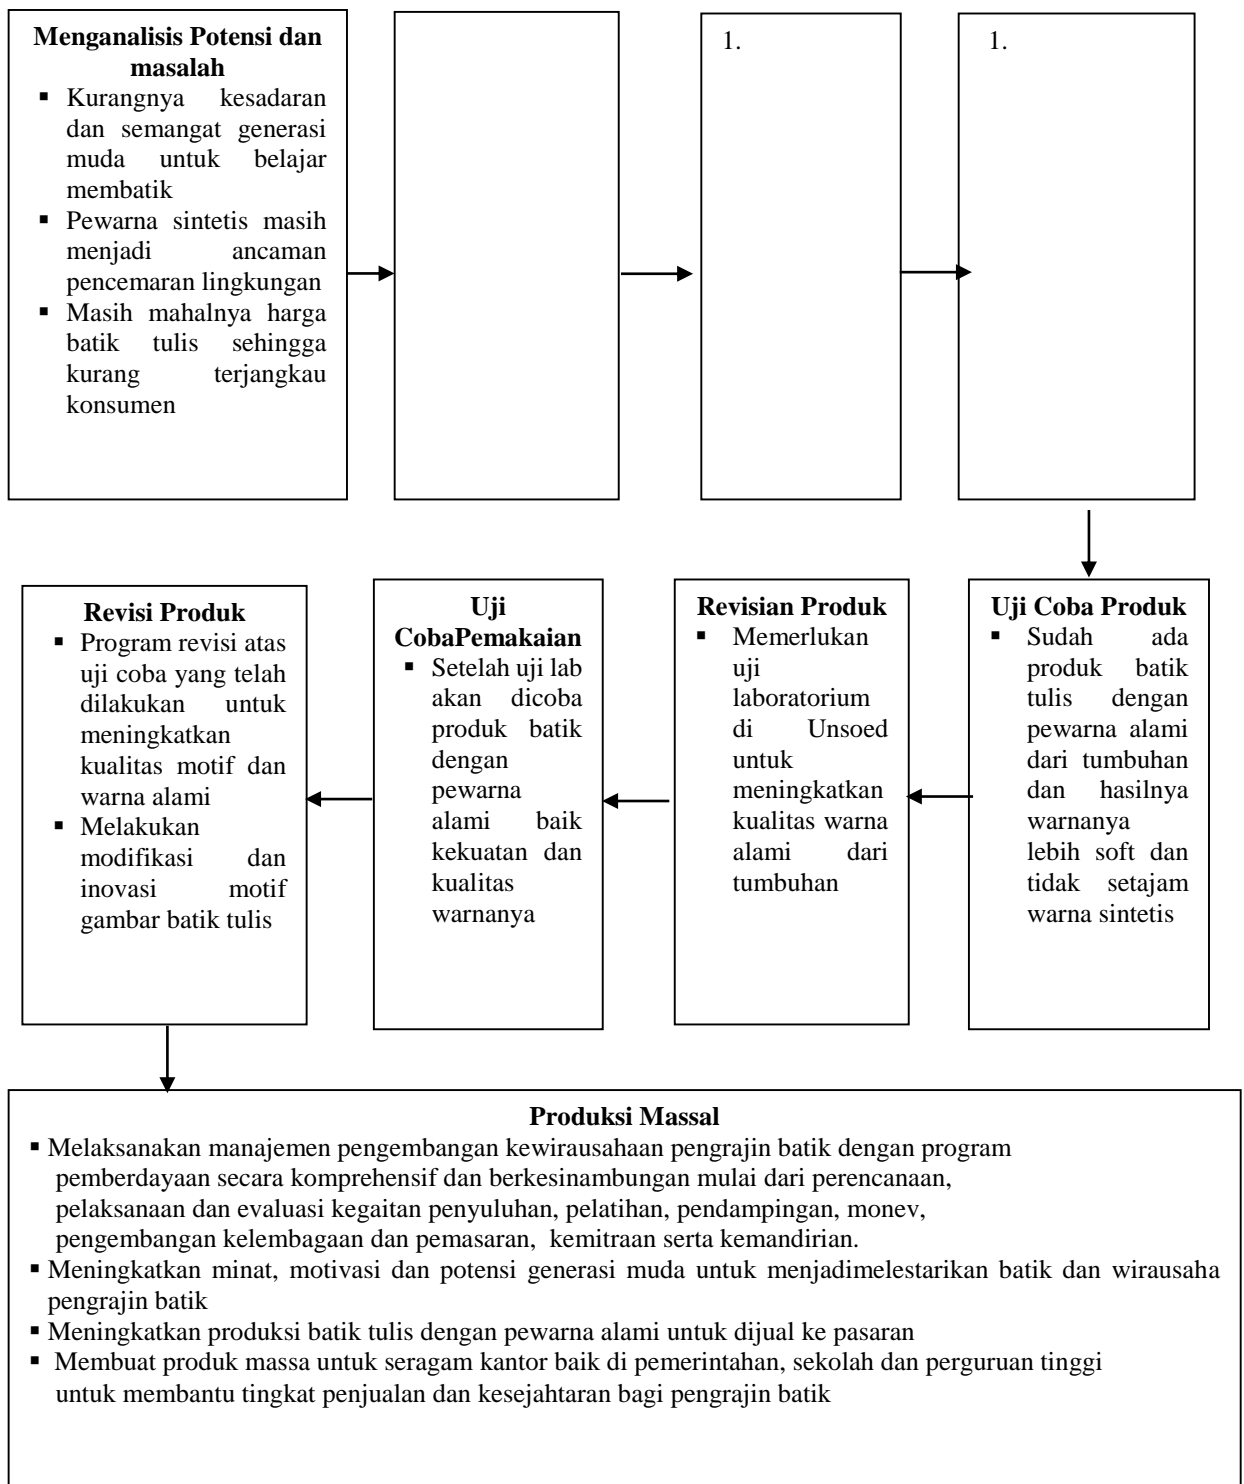 Menganalisis Potensi dan
masalah
▪ Kurangnya kesadaran
dan semangat generasi
muda untuk belajar
membatik
▪ Pewarna sintetis masih
menjadi ancaman
pencemaran lingkungan
▪ Masih mahalnya harga
batik tulis sehingga
kurang terjangkau
konsumen
1.
1.
Revisi Produk
▪ Program revisi atas
uji coba yang telah
dilakukan untuk
meningkatkan
kualitas motif dan
warna alami
▪ Melakukan
modifikasi dan
inovasi motif
gambar batik tulis
Uji
CobaPemakaian
▪ Setelah uji lab
akan dicoba
produk batik
dengan
pewarna
alami baik
kekuatan dan
kualitas
warnanya
Revisian Produk
▪ Memerlukan
uji
laboratorium
di Unsoed
untuk
meningkatkan
kualitas warna
alami dari
tumbuhan
Uji Coba Produk
▪ Sudah ada
produk batik
tulis dengan
pewarna alami
dari tumbuhan
dan hasilnya
warnanya
lebih soft dan
tidak setajam
warna sintetis
Produksi Massal
▪ Melaksanakan manajemen pengembangan kewirausahaan pengrajin batik dengan program
pemberdayaan secara komprehensif dan berkesinambungan mulai dari perencanaan,
pelaksanaan dan evaluasi kegaitan penyuluhan, pelatihan, pendampingan, monev,
pengembangan kelembagaan dan pemasaran, kemitraan serta kemandirian.
▪ Meningkatkan minat, motivasi dan potensi generasi muda untuk menjadimelestarikan batik dan wirausaha
pengrajin batik
▪ Meningkatkan produksi batik tulis dengan pewarna alami untuk dijual ke pasaran
▪ Membuat produk massa untuk seragam kantor baik di pemerintahan, sekolah dan perguruan tinggi
untuk membantu tingkat penjualan dan kesejahtaran bagi pengrajin batik